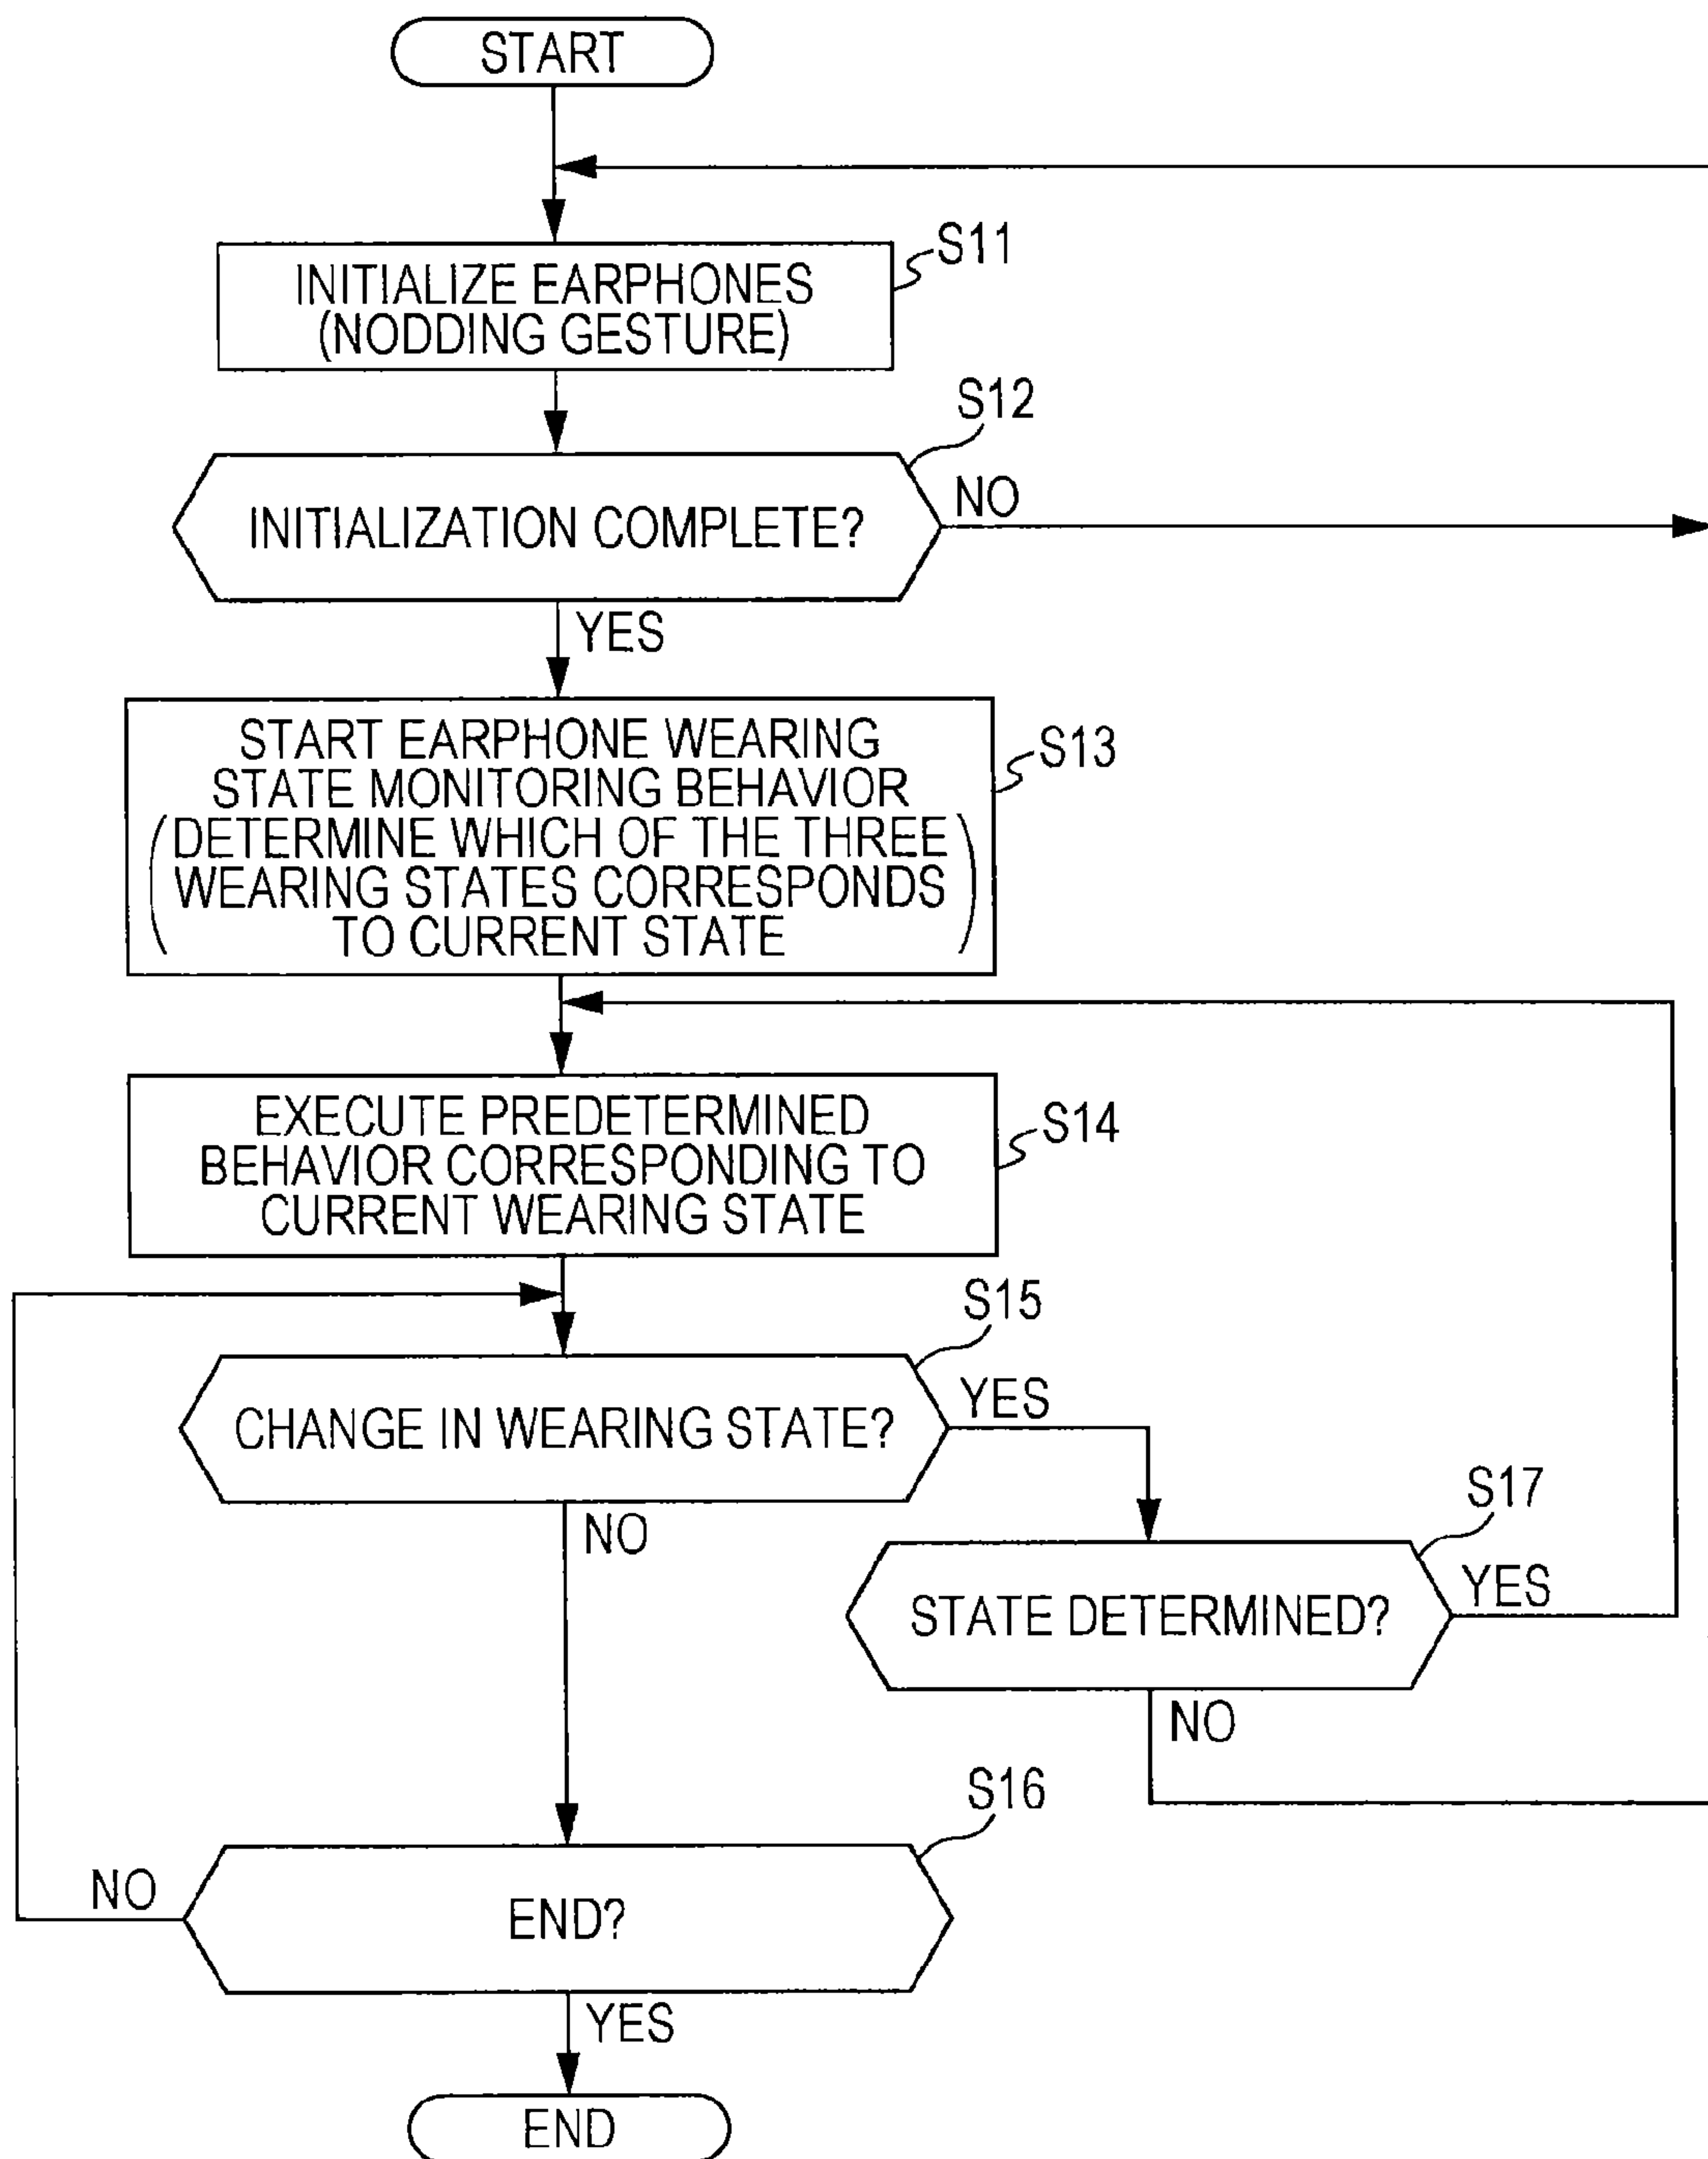 START
INITIALIZE EARPHONES
(NODDING GESTURE)
S11
S12
INITIALIZATION COMPLETE?
NO
YES
START EARPHONE WEARING
STATE MONITORING BEHAVIOR
(DETERMINE WHICH OF THE THREE
WEARING STATES CORRESPONDS
TO CURRENT STATE)
S13
EXECUTE PREDETERMINED
BEHAVIOR CORRESPONDING TO
CURRENT WEARING STATE
S14
S15
CHANGE IN WEARING STATE?
YES
NO
S17
STATE DETERMINED?
YES
NO
S16
END?
NO
YES
END